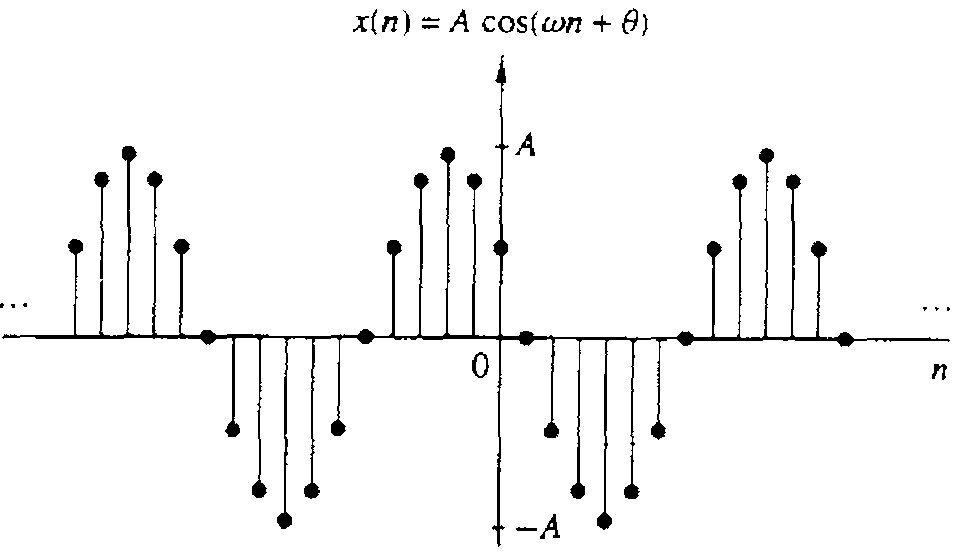 x(n) = A cos(ωn + θ)
A
...
...
0
n
−A